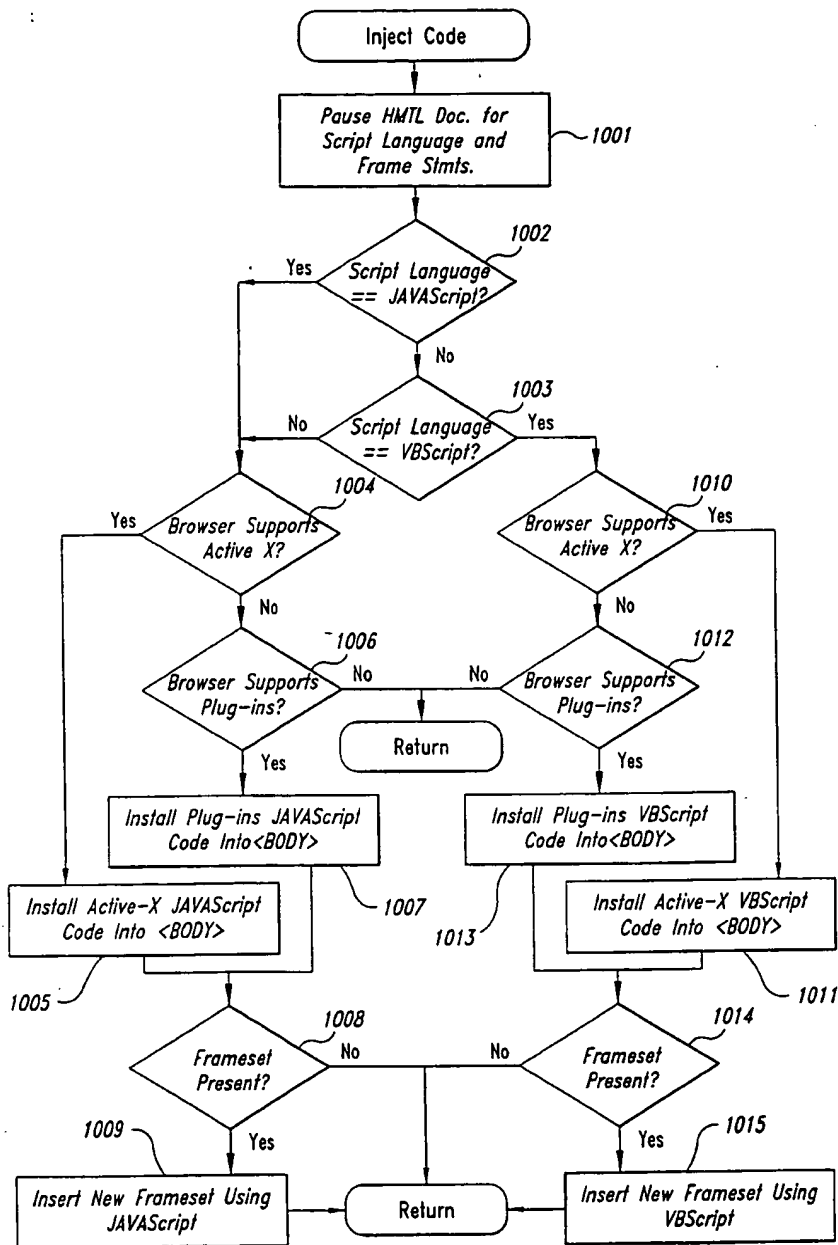 Inject Code
Pause HMTL Doc. for
Script Language and
Frame Stmts.
1001
1002
Yes
Script Language
== JAVAScript?
No
1003
No
Script Language
== VBScript?
Yes
1004
1010
Yes
Browser Supports
Active X?
Browser Supports
Active X?
Yes
No
No
1006
1012
Browser Supports
Plug-ins?
No
No
Browser Supports
Plug-ins?
Return
Yes
Yes
Install Plug-ins JAVAScript
Code Into<BODY>
Install Plug-ins VBScript
Code Into<BODY>
1007
1013
Install Active-X JAVAScript
Code Into <BODY>
Install Active-X VBScript
Code Into <BODY>
1005
1011
1008
1014
Frameset
Present?
No
No
Frameset
Present?
1009
Yes
Yes
1015
Insert New Frameset Using
JAVAScript
Return
Insert New Frameset Using
VBScript